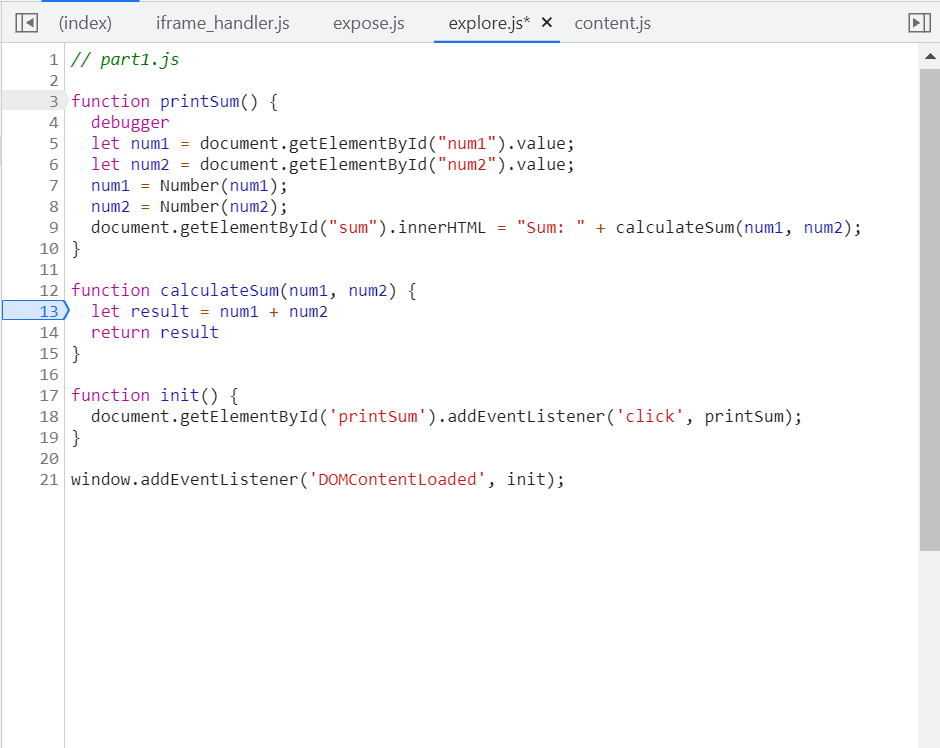 (index) iframe_handler.js expose.js explore.js* × content.js
1 // part1.js
2
3 function printSum() {
4   debugger
5   let num1 = document.getElementById("num1").value;
6   let num2 = document.getElementById("num2").value;
7   num1 = Number(num1);
8   num2 = Number(num2);
9   document.getElementById("sum").innerHTML = "Sum: " + calculateSum(num1, num2);
10 }
11
12 function calculateSum(num1, num2) {
13   let result = num1 + num2
14   return result
15 }
16
17 function init() {
18   document.getElementById('printSum').addEventListener('click', printSum);
19 }
20
21 window.addEventListener('DOMContentLoaded', init);